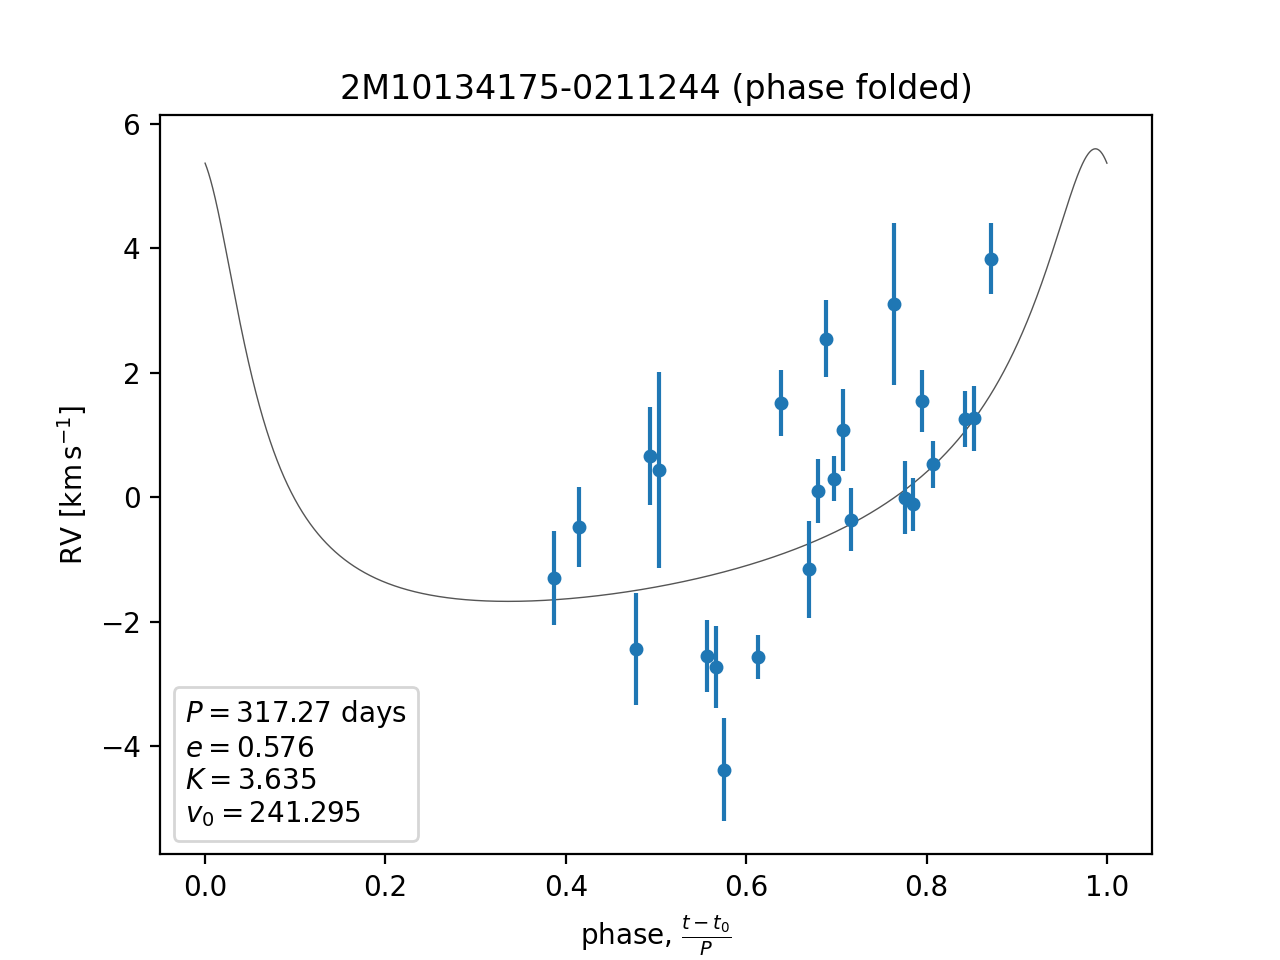 2M10134175-0211244 (phase folded)
6
4
2
0
−2
−4
RV [km s⁻¹]
P = 317.27 days
e = 0.576
K = 3.635
v₀ = 241.295
0.0 0.2 0.4 0.6 0.8 1.0
phase, (t − t₀)/P